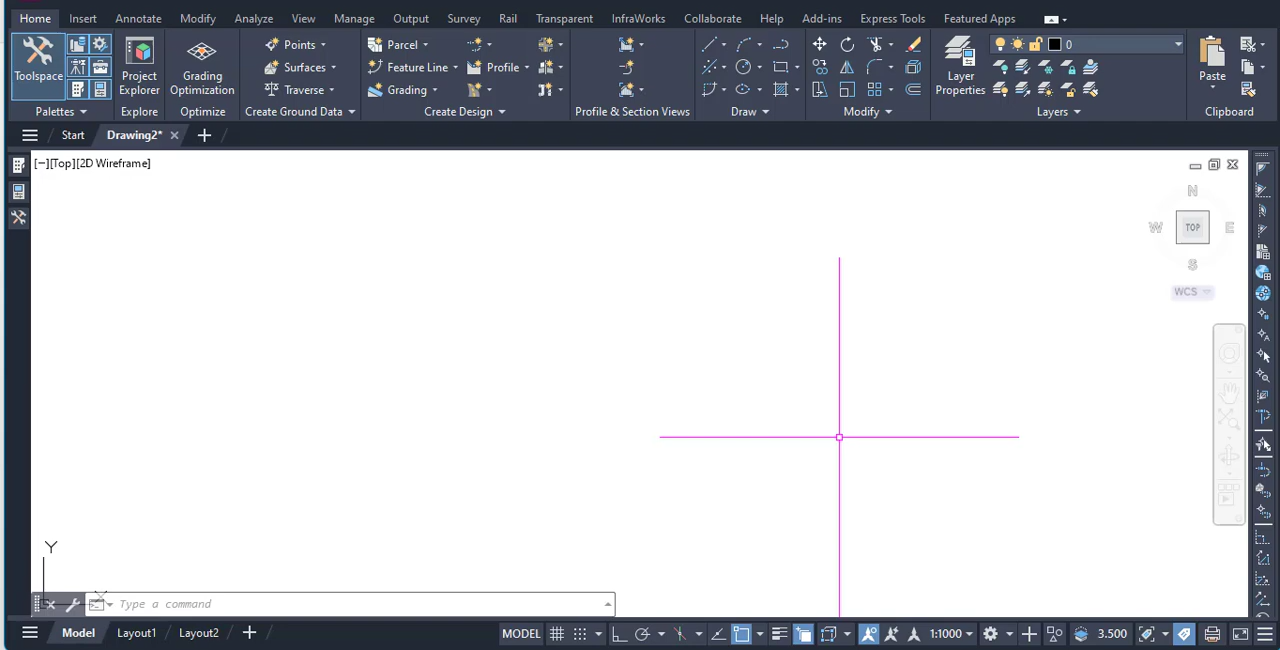 Home Insert Annotate Modify Analyze View Manage Output Survey Rail Transparent InfraWorks Collaborate Help Add-ins Express Tools Featured Apps
Toolspace
Palettes
Project
Explorer
Explore
Grading
Optimization
Optimize
Points
Surfaces
Traverse
Create Ground Data
Parcel
Feature Line
Grading
Profile
Create Design
Profile & Section Views
Draw
Modify
Layer
Properties
0
Layers
Paste
Clipboard
Start Drawing2*
[−][Top][2D Wireframe]
N
W TOP E
S
WCS
Y
X
Type a command
Model Layout1 Layout2
MODEL 1:1000 3.500